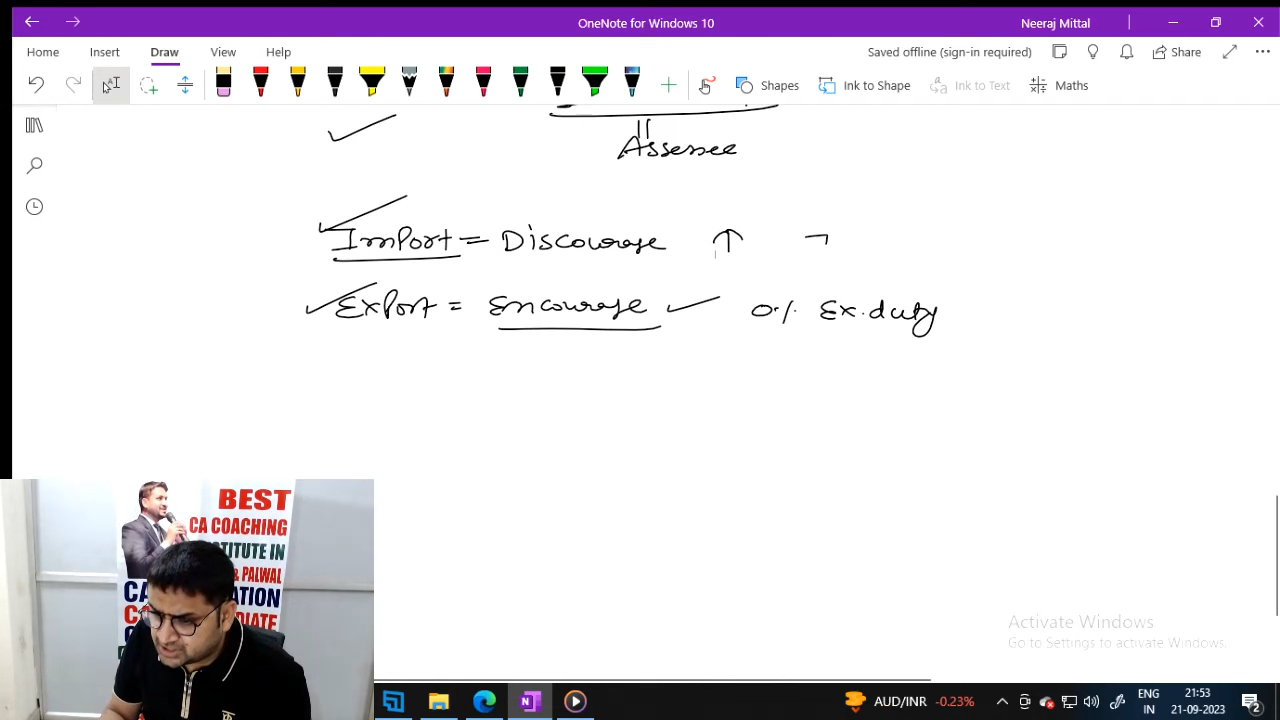 OneNote for Windows 10
Neeraj Mittal
Home Insert Draw View Help
Saved offline (sign-in required)
Share
Shapes
Ink to Shape
Ink to Text
Maths
Assessee
Import = Discourage ↑
Export = Encourage ✓ 0% Ex. duty
BEST
CA COACHING
INSTITUTE IN
& PALWAL
Activate Windows
Go to Settings to activate Windows.
AUD/INR -0.23%
ENG
IN
21:53
21-09-2023
2